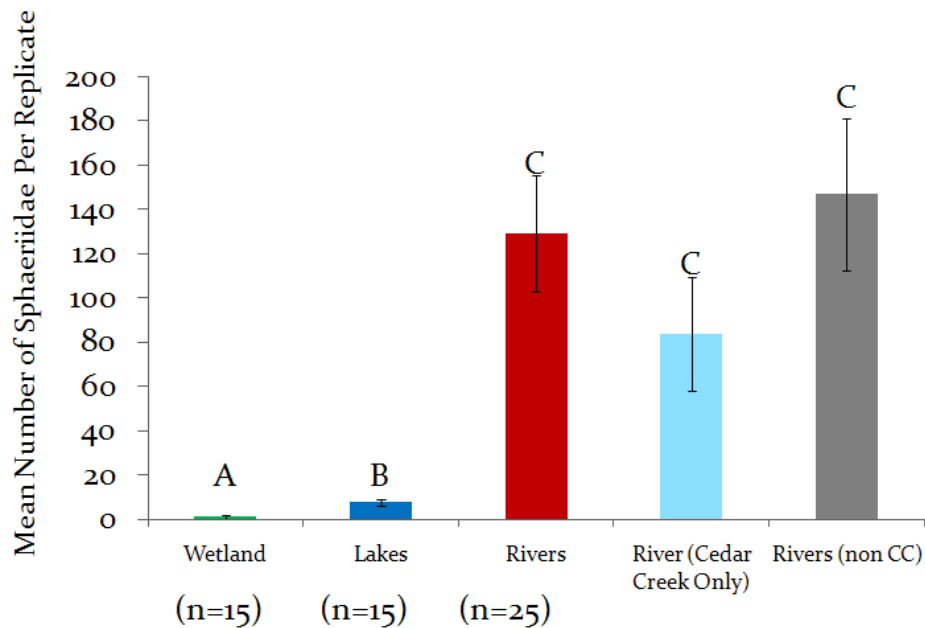 Mean Number of Sphaeriidae Per Replicate
200
180
160
140
120
100
80
60
40
20
0
A
B
C
C
C
Wetland
Lakes
Rivers
River (Cedar
Creek Only)
Rivers (non CC)
(n=15)
(n=15)
(n=25)